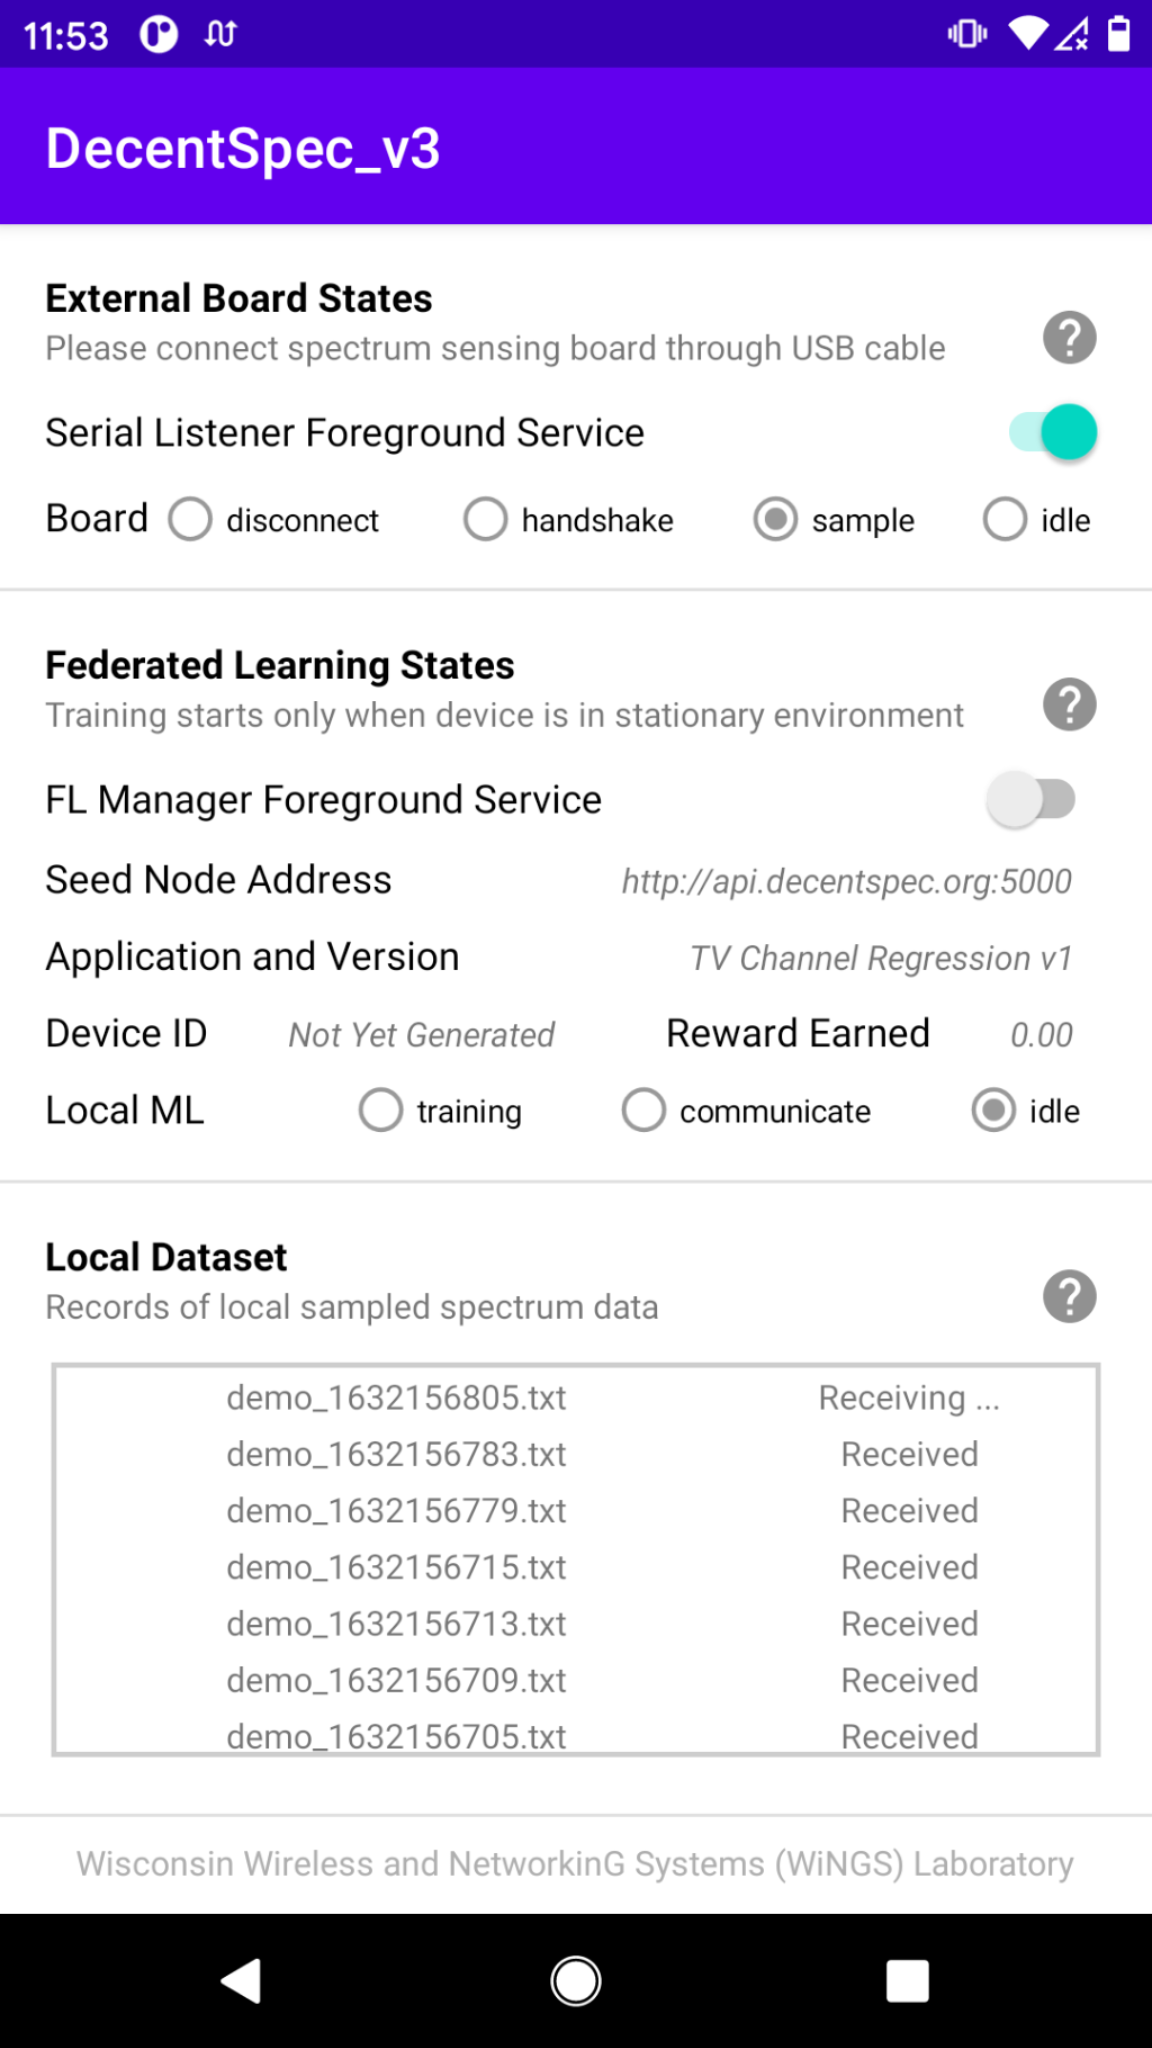 11:53
DecentSpec_v3
External Board States
Please connect spectrum sensing board through USB cable
Serial Listener Foreground Service
Board disconnect handshake sample idle
Federated Learning States
Training starts only when device is in stationary environment
FL Manager Foreground Service
Seed Node Address http://api.decentspec.org:5000
Application and Version TV Channel Regression v1
Device ID Not Yet Generated Reward Earned 0.00
Local ML training communicate idle
Local Dataset
Records of local sampled spectrum data
demo_1632156805.txt Receiving ...
demo_1632156783.txt Received
demo_1632156779.txt Received
demo_1632156715.txt Received
demo_1632156713.txt Received
demo_1632156709.txt Received
demo_1632156705.txt Received
Wisconsin Wireless and NetworkinG Systems (WiNGS) Laboratory